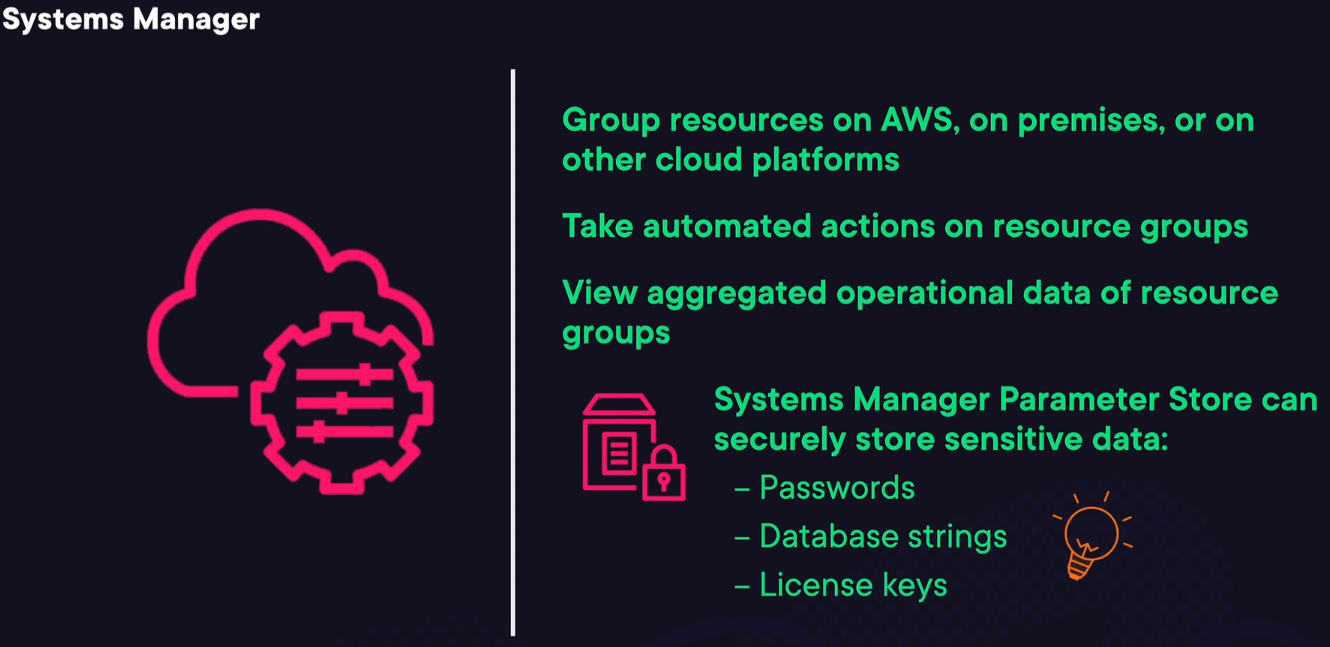 Systems Manager
Group resources on AWS, on premises, or on
other cloud platforms
Take automated actions on resource groups
View aggregated operational data of resource
groups
Systems Manager Parameter Store can
securely store sensitive data:
– Passwords
– Database strings
– License keys